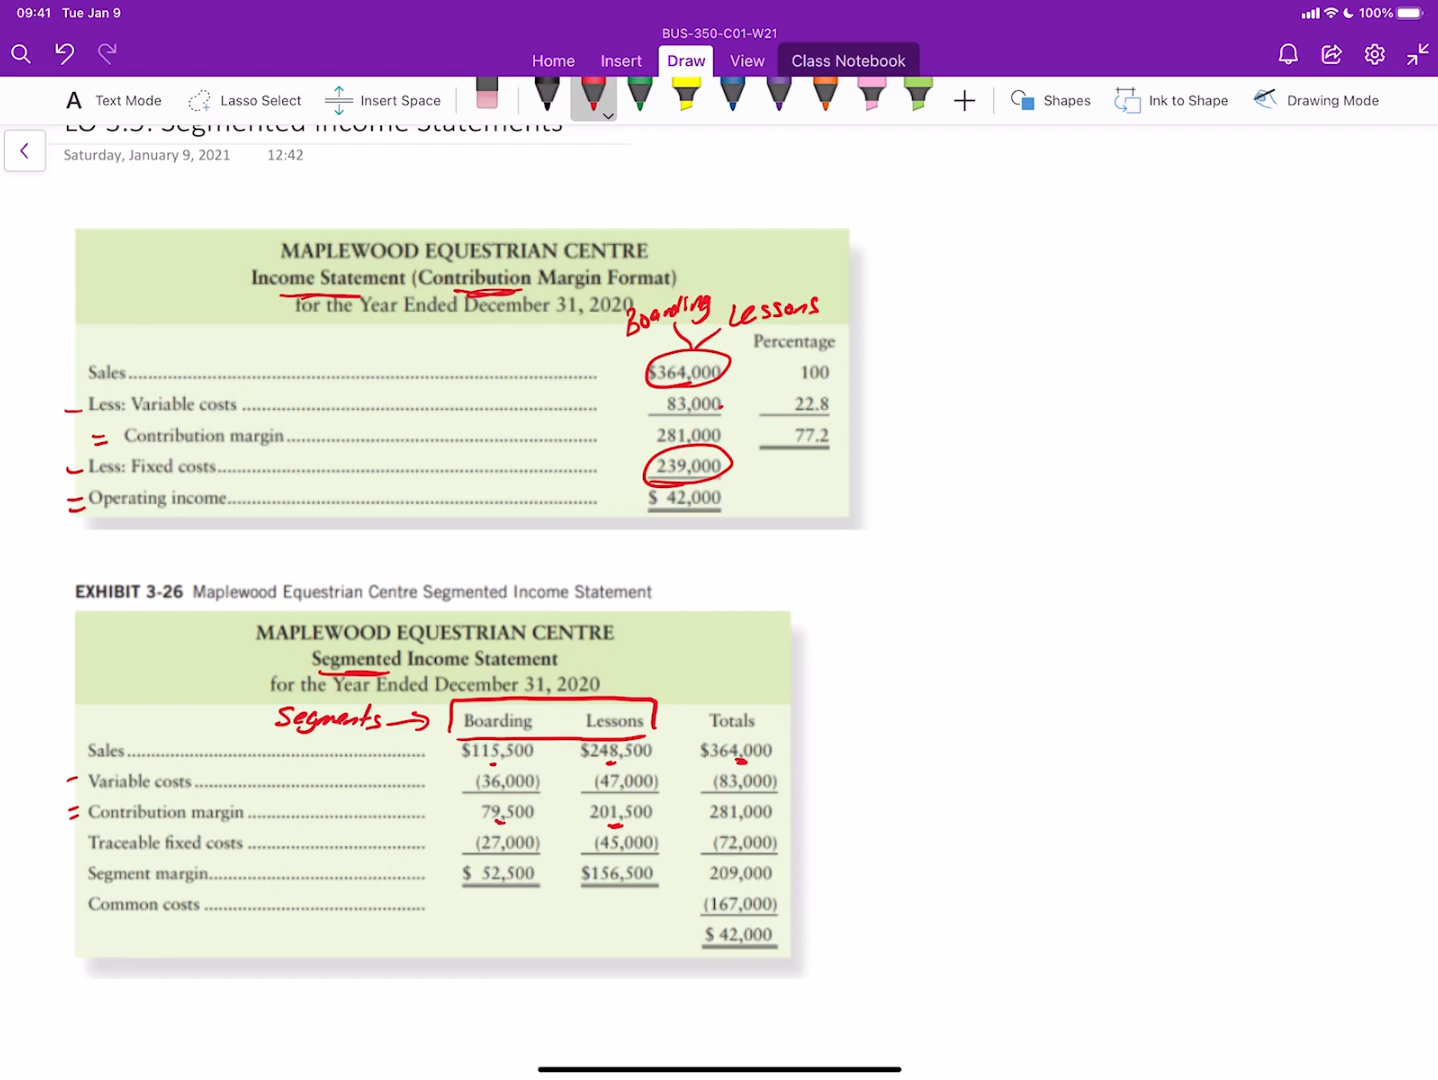 09:41 Tue Jan 9
100%
BUS-350-C01-W21
Home Insert Draw View Class Notebook
A Text Mode Lasso Select Insert Space Shapes Ink to Shape Drawing Mode
LO 3.5: Segmented Income Statements
Saturday, January 9, 2021 12:42
MAPLEWOOD EQUESTRIAN CENTRE
Income Statement (Contribution Margin Format)
for the Year Ended December 31, 2020
Boarding Lessons
Percentage
Sales $364,000 100
– Less: Variable costs 83,000 22.8
= Contribution margin 281,000 77.2
– Less: Fixed costs 239,000
= Operating income $ 42,000
EXHIBIT 3-26 Maplewood Equestrian Centre Segmented Income Statement
MAPLEWOOD EQUESTRIAN CENTRE
Segmented Income Statement
for the Year Ended December 31, 2020
Segments → Boarding Lessons Totals
Sales $115,500 $248,500 $364,000
– Variable costs (36,000) (47,000) (83,000)
= Contribution margin 79,500 201,500 281,000
Traceable fixed costs (27,000) (45,000) (72,000)
Segment margin $ 52,500 $156,500 209,000
Common costs (167,000)
$ 42,000